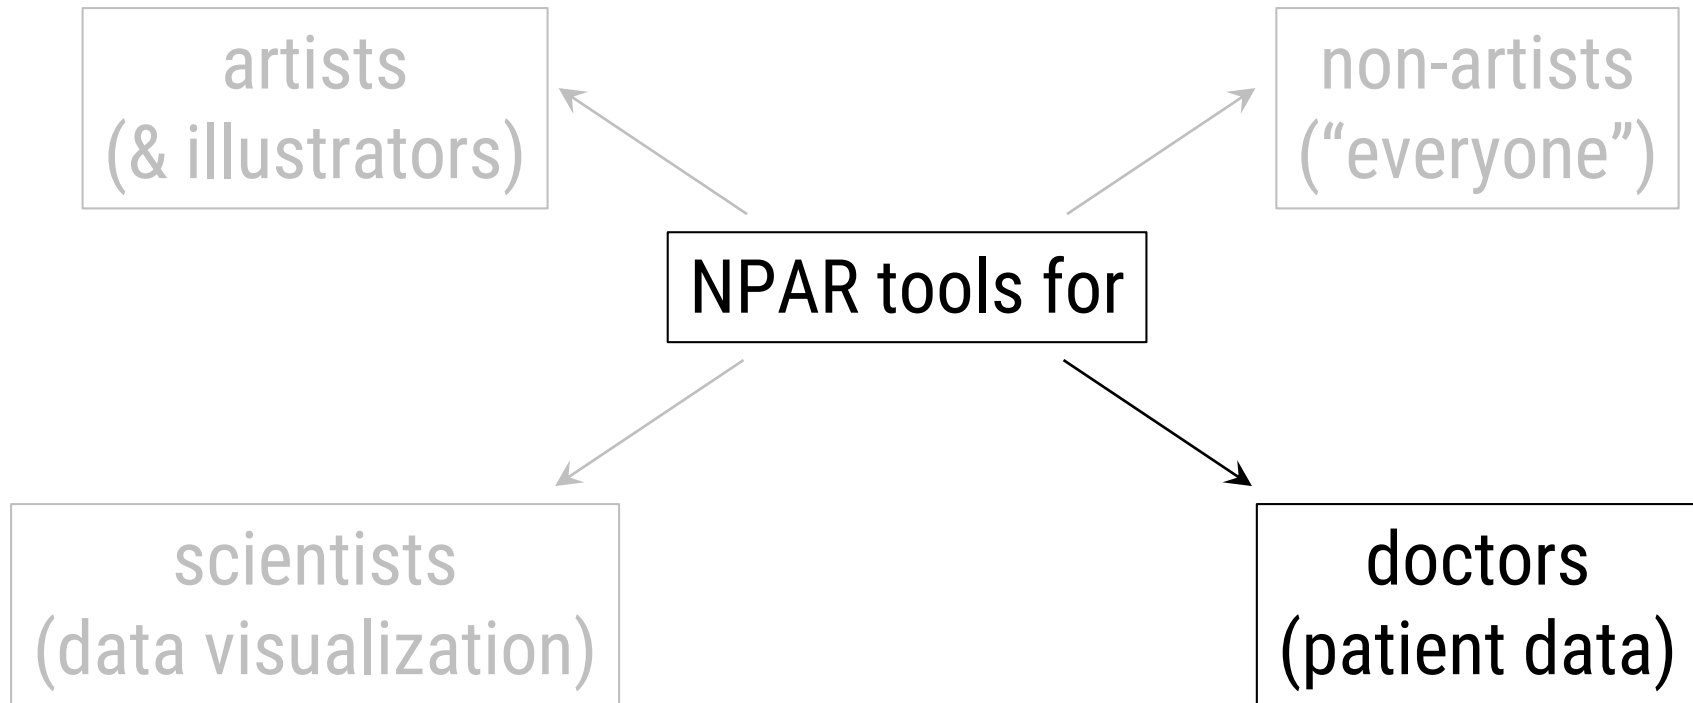 artists
(& illustrators)
non-artists
(“everyone”)
NPAR tools for
scientists
(data visualization)
doctors
(patient data)